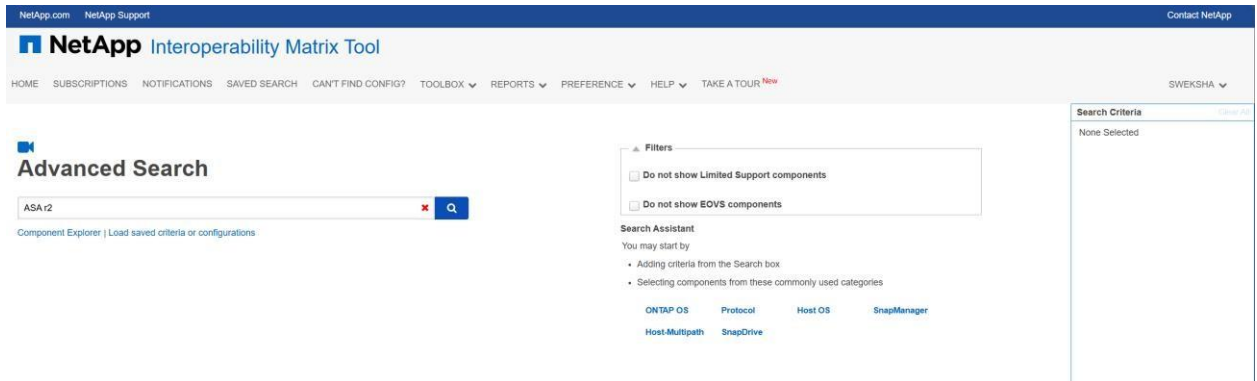 NetApp.com NetApp Support Contact NetApp
NetApp Interoperability Matrix Tool
HOME SUBSCRIPTIONS NOTIFICATIONS SAVED SEARCH CAN'T FIND CONFIG? TOOLBOX REPORTS PREFERENCE HELP TAKE A TOUR New SWEKSHA
Search Criteria Clear All
None Selected
Advanced Search
ASA r2
Component Explorer | Load saved criteria or configurations
Filters
Do not show Limited Support components
Do not show EOVS components
Search Assistant
You may start by
• Adding criteria from the Search box
• Selecting components from these commonly used categories
ONTAP OS Protocol Host OS SnapManager
Host-Multipath SnapDrive